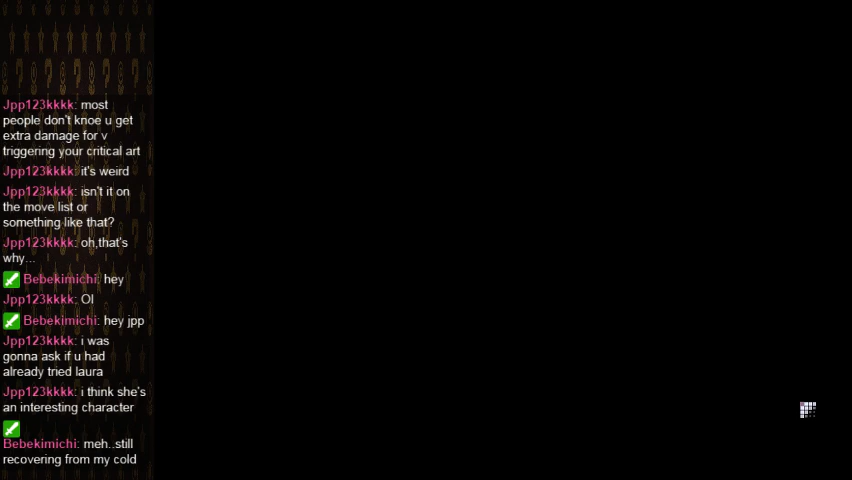 Jpp123kkkk: most
people don't knoe u get
extra damage for v
triggering your critical art
Jpp123kkkk: it's weird
Jpp123kkkk: isn't it on
the move list or
something like that?
Jpp123kkkk: oh,that's
why...
Bebekimichi: hey
Jpp123kkkk: OI
Bebekimichi: hey jpp
Jpp123kkkk: i was
gonna ask if u had
already tried laura
Jpp123kkkk: i think she's
an interesting character
Bebekimichi: meh..still
recovering from my cold